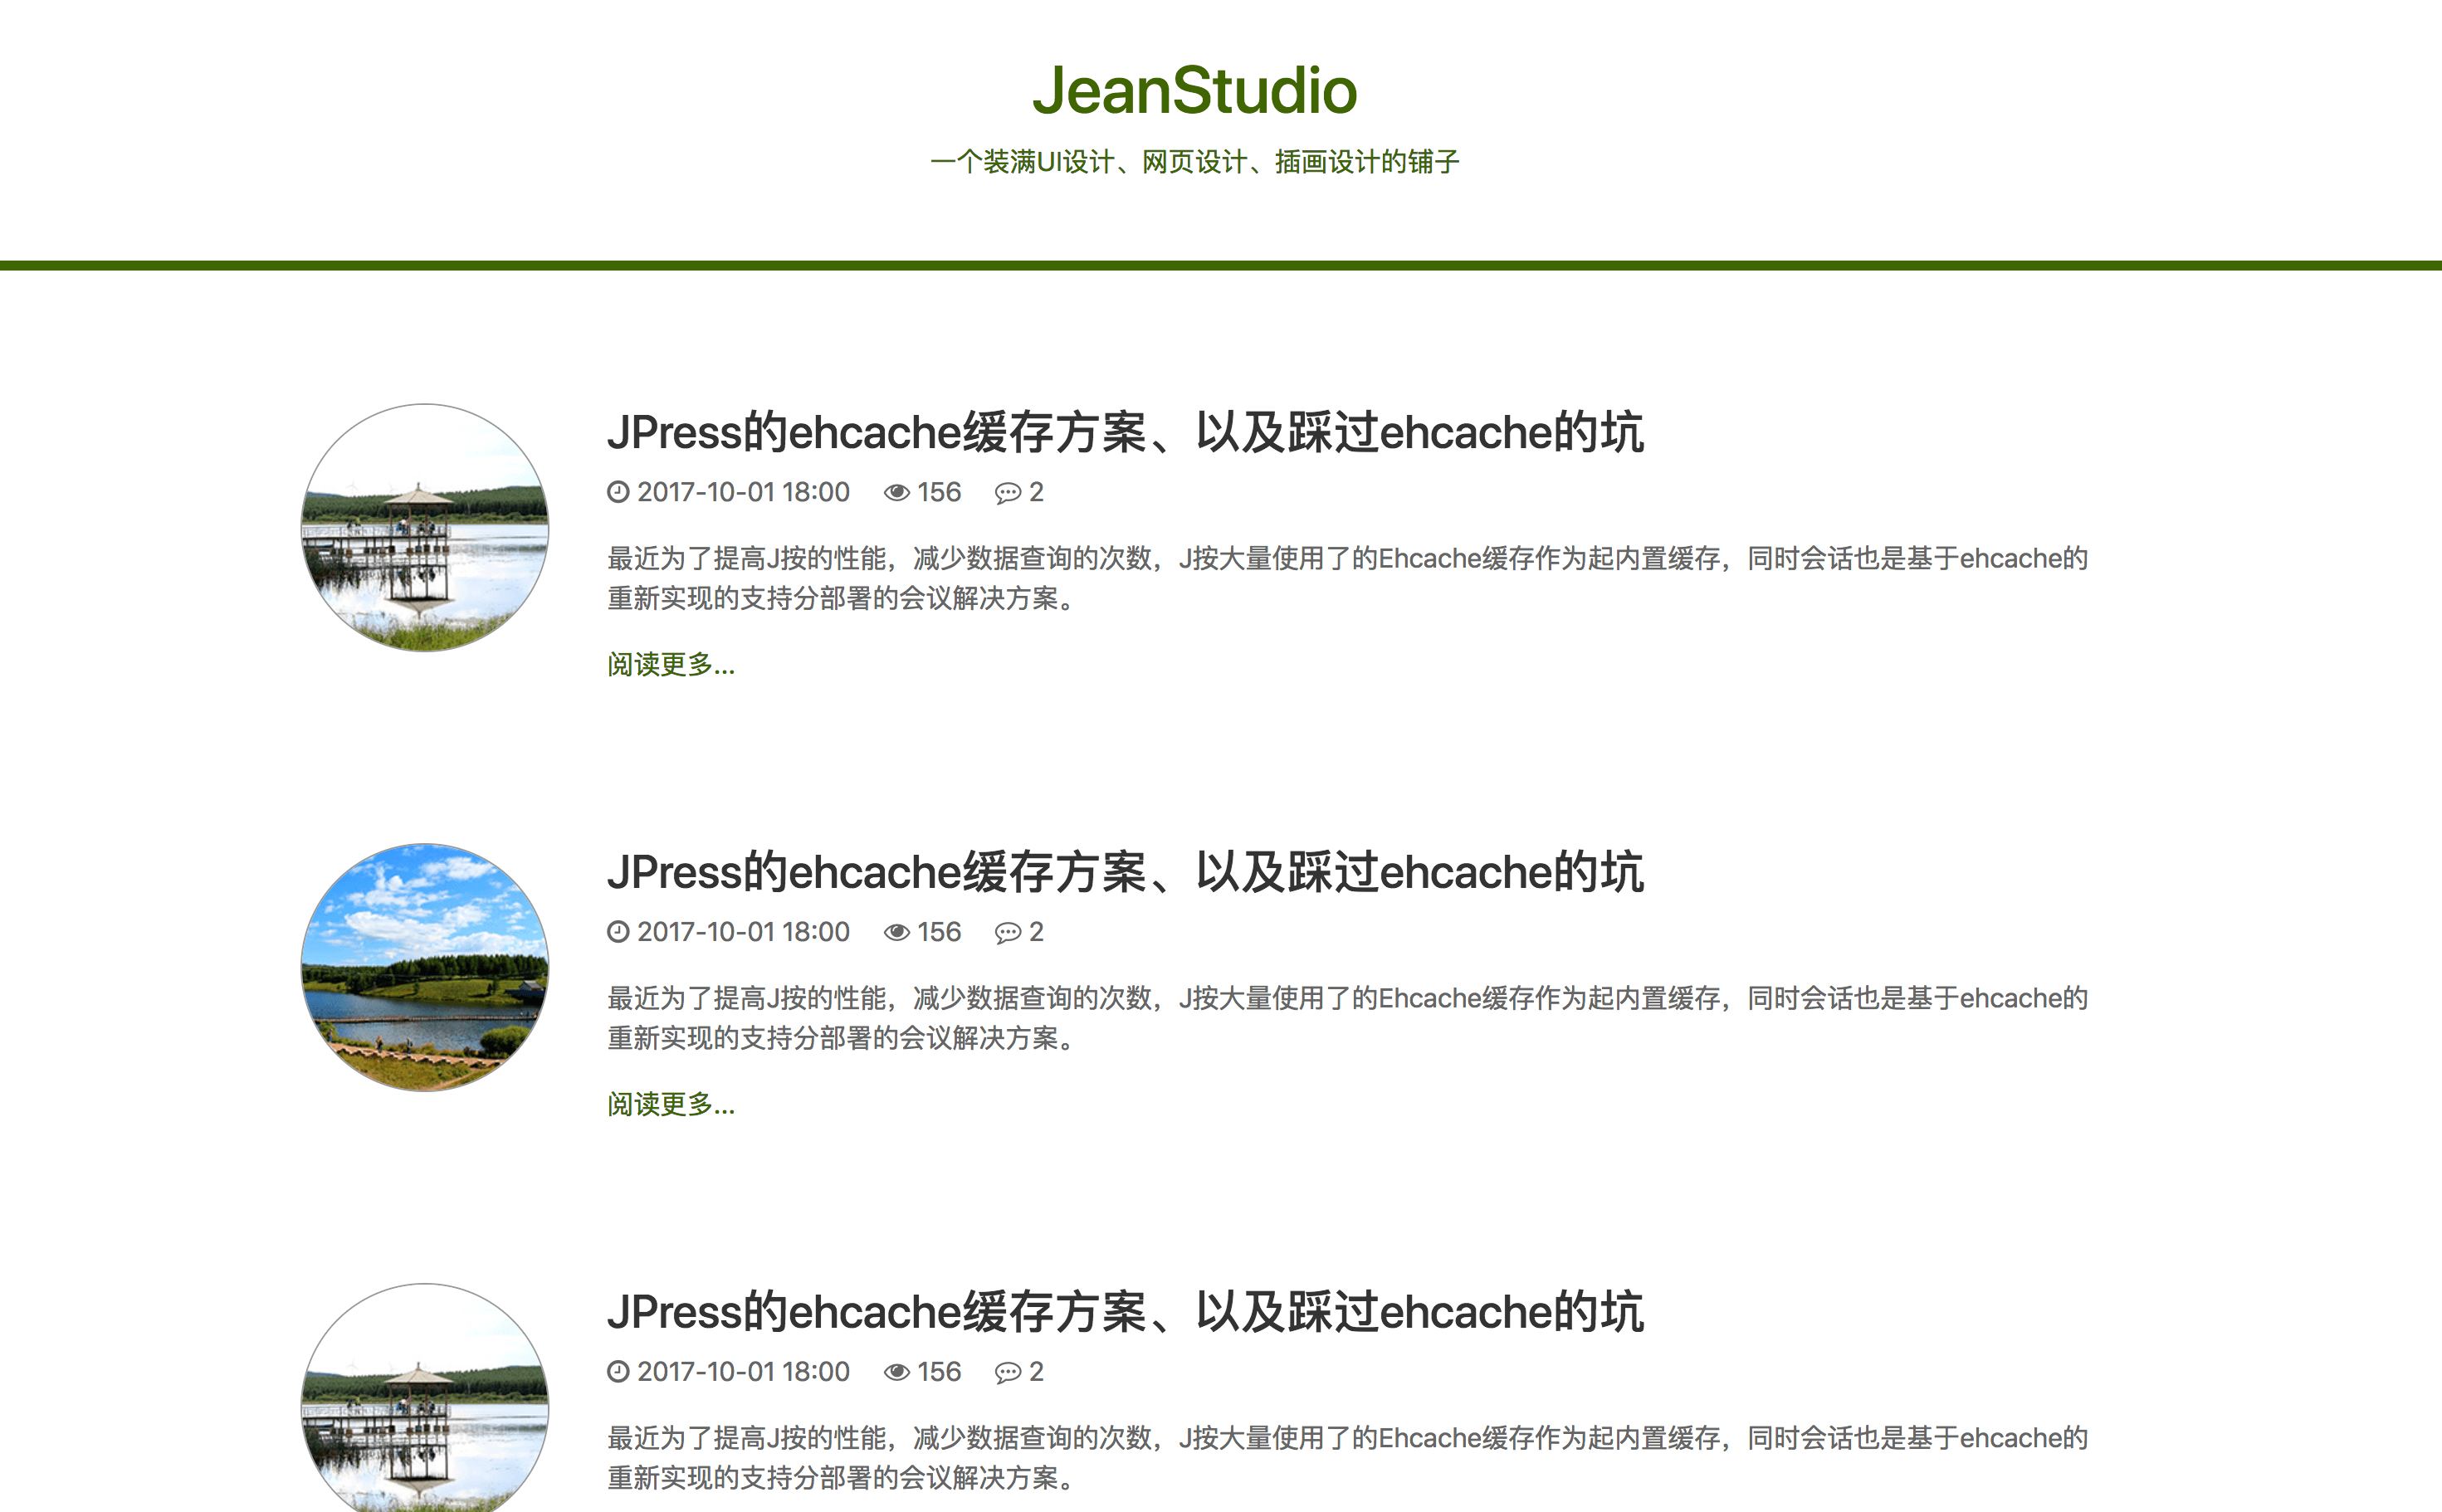 JeanStudio
一个装满UI设计、网页设计、插画设计的铺子
JPress的ehcache缓存方案、以及踩过ehcache的坑
2017-10-01 18:00 156 2
最近为了提高J按的性能，减少数据查询的次数，J按大量使用了的Ehcache缓存作为起内置缓存，同时会话也是基于ehcache的
重新实现的支持分部署的会议解决方案。
阅读更多...
JPress的ehcache缓存方案、以及踩过ehcache的坑
2017-10-01 18:00 156 2
最近为了提高J按的性能，减少数据查询的次数，J按大量使用了的Ehcache缓存作为起内置缓存，同时会话也是基于ehcache的
重新实现的支持分部署的会议解决方案。
阅读更多...
JPress的ehcache缓存方案、以及踩过ehcache的坑
2017-10-01 18:00 156 2
最近为了提高J按的性能，减少数据查询的次数，J按大量使用了的Ehcache缓存作为起内置缓存，同时会话也是基于ehcache的
重新实现的支持分部署的会议解决方案。